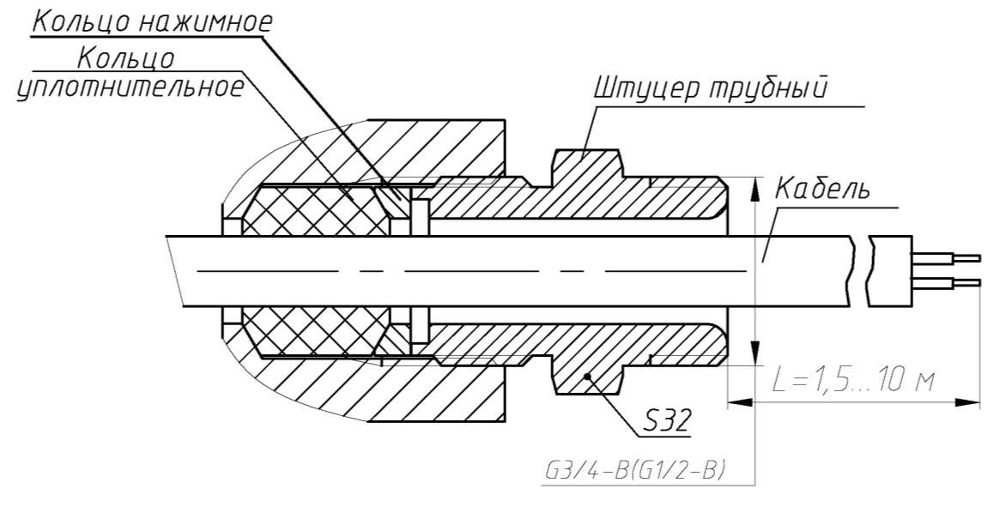 Кольцо нажимное
Кольцо
уплотнительное
Штуцер трубный
Кабель
L=1,5...10 м
S32
G3/4-B(G1/2-B)